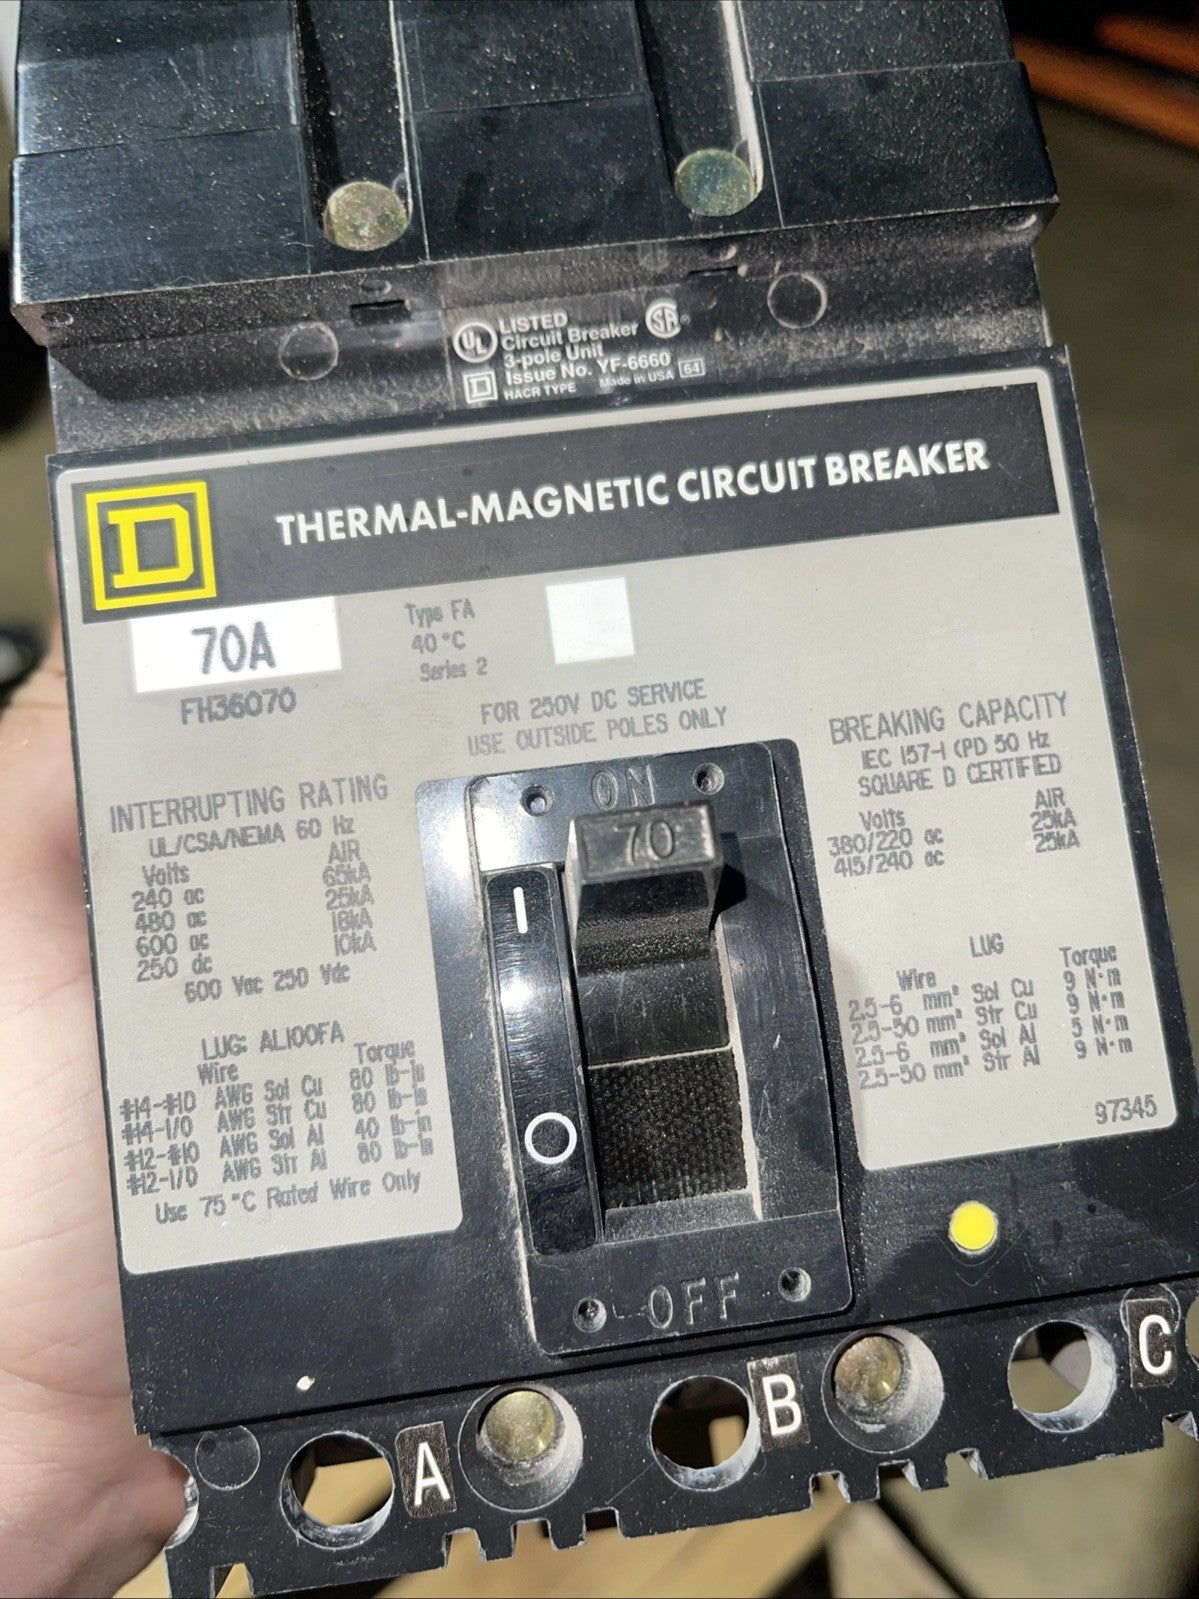 UL LISTED SA
Circuit Breaker
3-pole Unit
D Issue No. YF-6660
HACR TYPE Made in USA 64
D THERMAL-MAGNETIC CIRCUIT BREAKER
70A
FH36070
Type FA
40 °C
Series 2
FOR 250V DC SERVICE
USE OUTSIDE POLES ONLY
INTERRUPTING RATING
UL/CSA/NEMA 60 Hz
Volts AIR
240 ac 65kA
480 ac 25kA
600 ac 18kA
250 dc 10kA
600 Vac 250 Vdc
LUG: AL100FA
Wire Torque
#14-#10 AWG Sol Cu 80 lb-in
#14-1/0 AWG Str Cu 80 lb-in
#12-#10 AWG Sol Al 40 lb-in
#12-1/0 AWG Str Al 80 lb-in
Use 75 °C Rated Wire Only
ON
70
I
O
OFF
BREAKING CAPACITY
IEC 157-1 (PD 50 Hz
SQUARE D CERTIFIED
Volts AIR
380/220 ac 25kA
415/240 ac 25kA
LUG
Wire Torque
2.5-6 mm² Sol Cu 9 N·m
2.5-50 mm² Str Cu 9 N·m
2.5-6 mm² Sol Al 5 N·m
2.5-50 mm² Str Al 9 N·m
97345
A
B
C